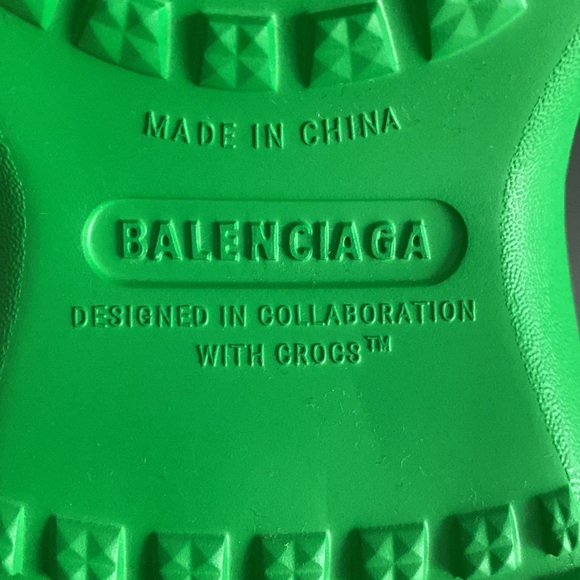 MADE IN CHINA
BALENCIAGA
DESIGNED IN COLLABORATION
WITH CROCS™